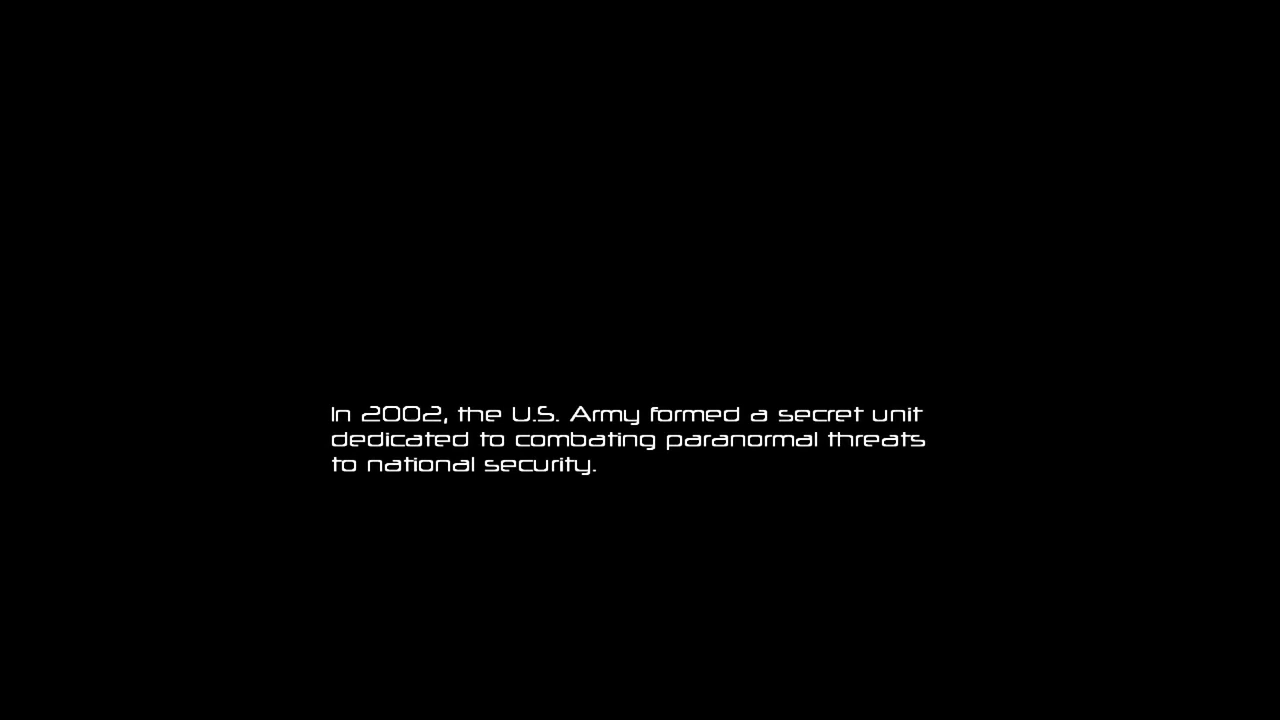 In 2002, the U.S. Army formed a secret unit
dedicated to combating paranormal threats
to national security.